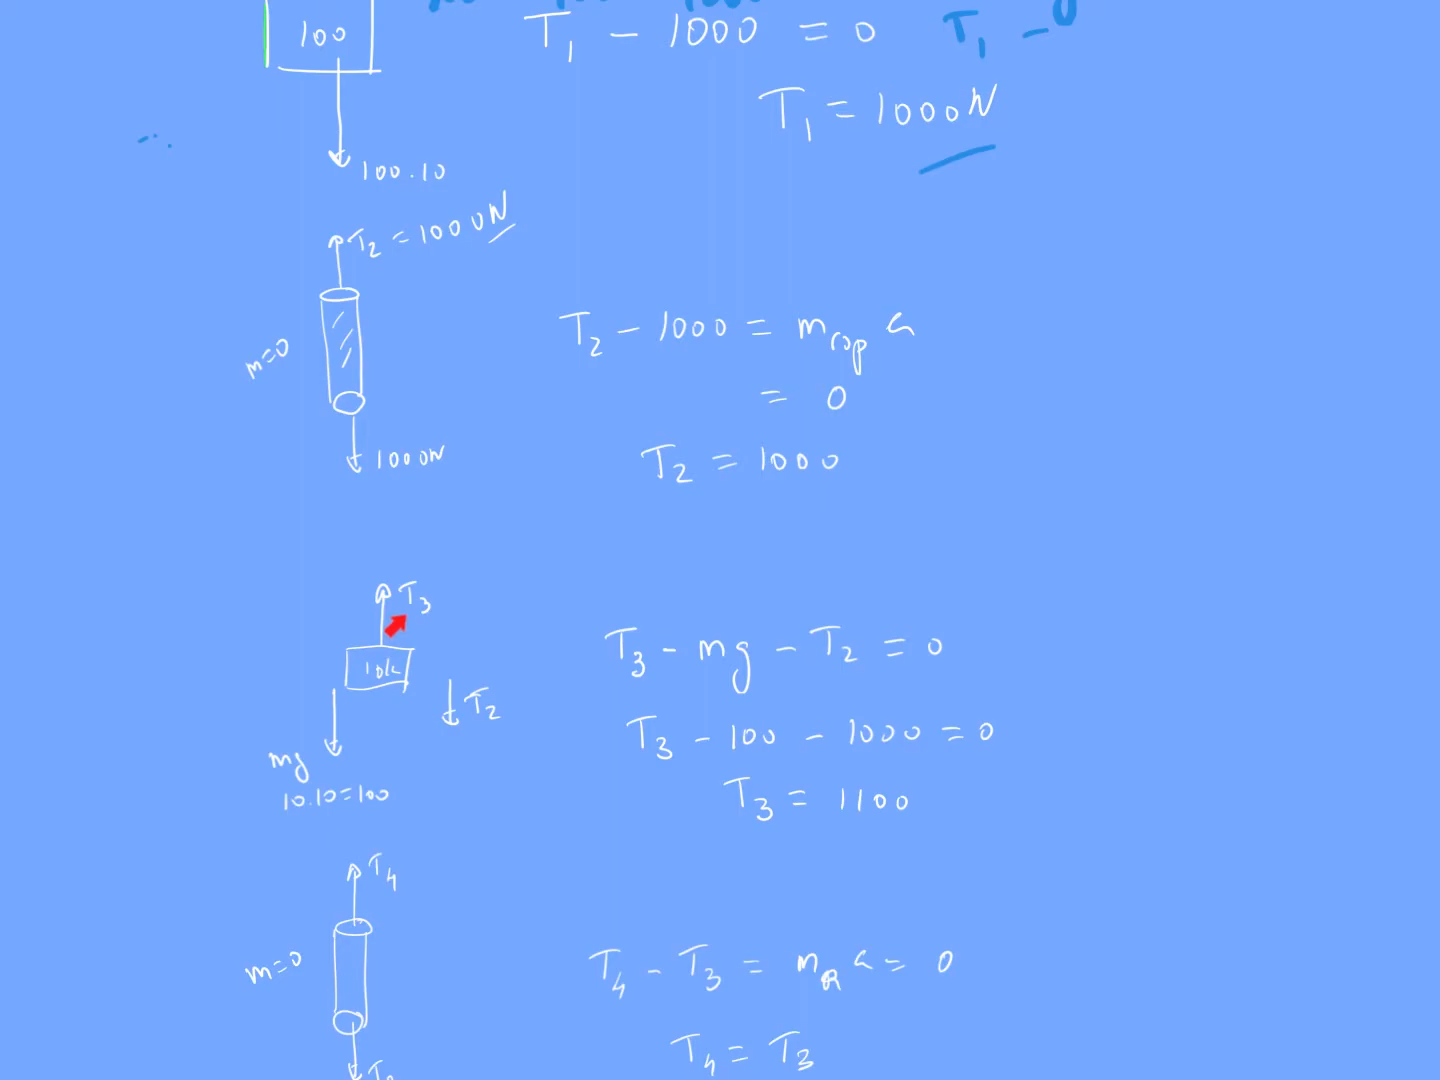 100
T1 - 1000 = 0
T1 -
T1 = 1000N
100.10
T2 = 1000N
m=0
T2 - 1000 = mrop a
= 0
1000N
T2 = 1000
T3
T3 - mg - T2 = 0
T2
T3 - 100 - 1000 = 0
mg
10.10=100
T3 = 1100
T4
m=0
T4 - T3 = mR a = 0
T4 = T3